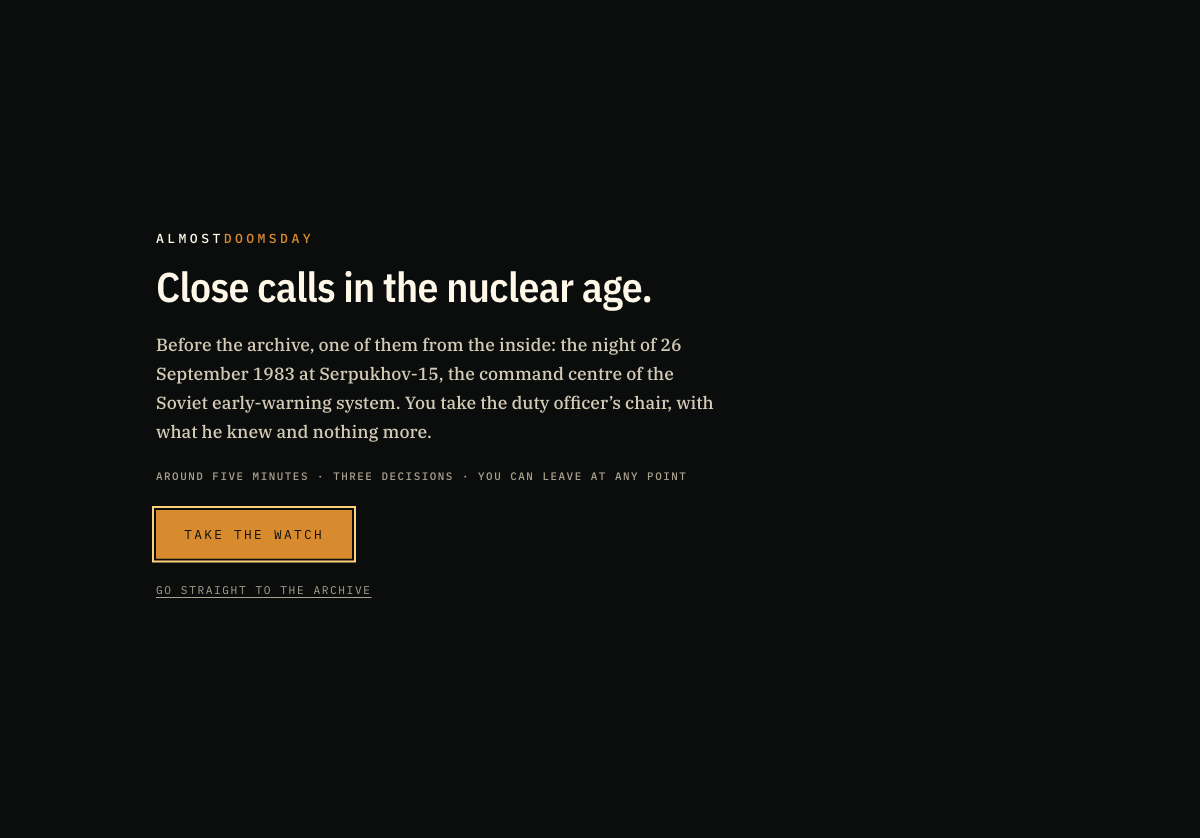 ALMOSTDOOMSDAY
Close calls in the nuclear age.
Before the archive, one of them from the inside: the night of 26
September 1983 at Serpukhov-15, the command centre of the
Soviet early-warning system. You take the duty officer’s chair, with
what he knew and nothing more.
AROUND FIVE MINUTES · THREE DECISIONS · YOU CAN LEAVE AT ANY POINT
TAKE THE WATCH
GO STRAIGHT TO THE ARCHIVE